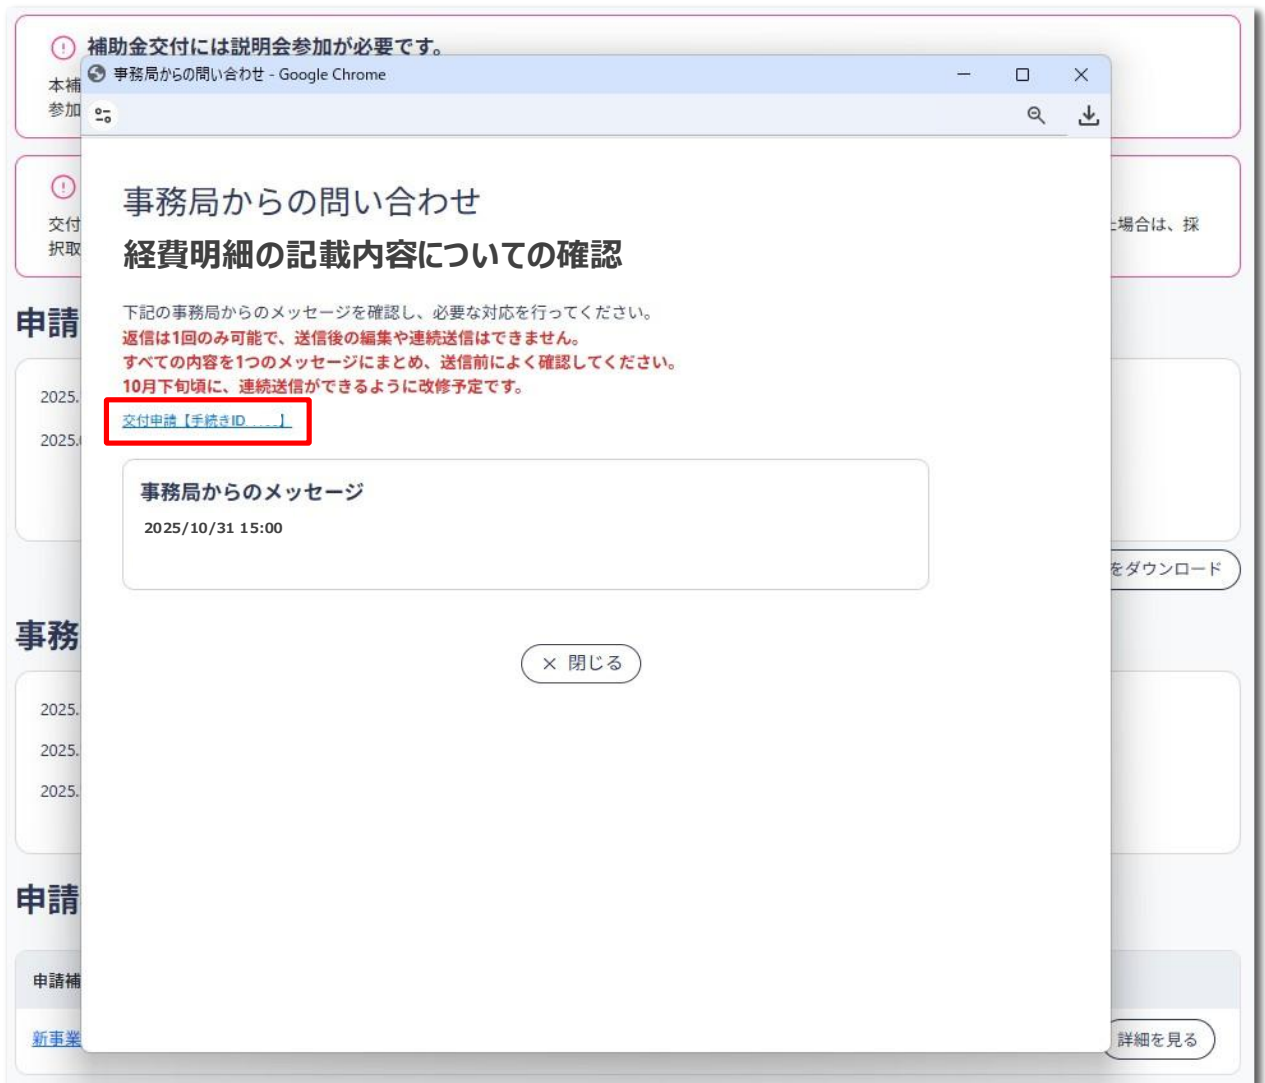 補助金交付には説明会参加が必要です。
本補
参加
事務局からの問い合わせ - Google Chrome
交付
場合は、採
択取
事務局からの問い合わせ
経費明細の記載内容についての確認
下記の事務局からのメッセージを確認し、必要な対応を行ってください。
返信は1回のみ可能で、送信後の編集や連続送信はできません。
すべての内容を1つのメッセージにまとめ、送信前によく確認してください。
10月下旬頃に、連続送信ができるように改修予定です。
交付申請【手続きID.....】
申請
2025.
2025.
事務局からのメッセージ
2025/10/31 15:00
をダウンロード
× 閉じる
事務
2025.
2025.
2025.
申請
申請補
新事業
詳細を見る